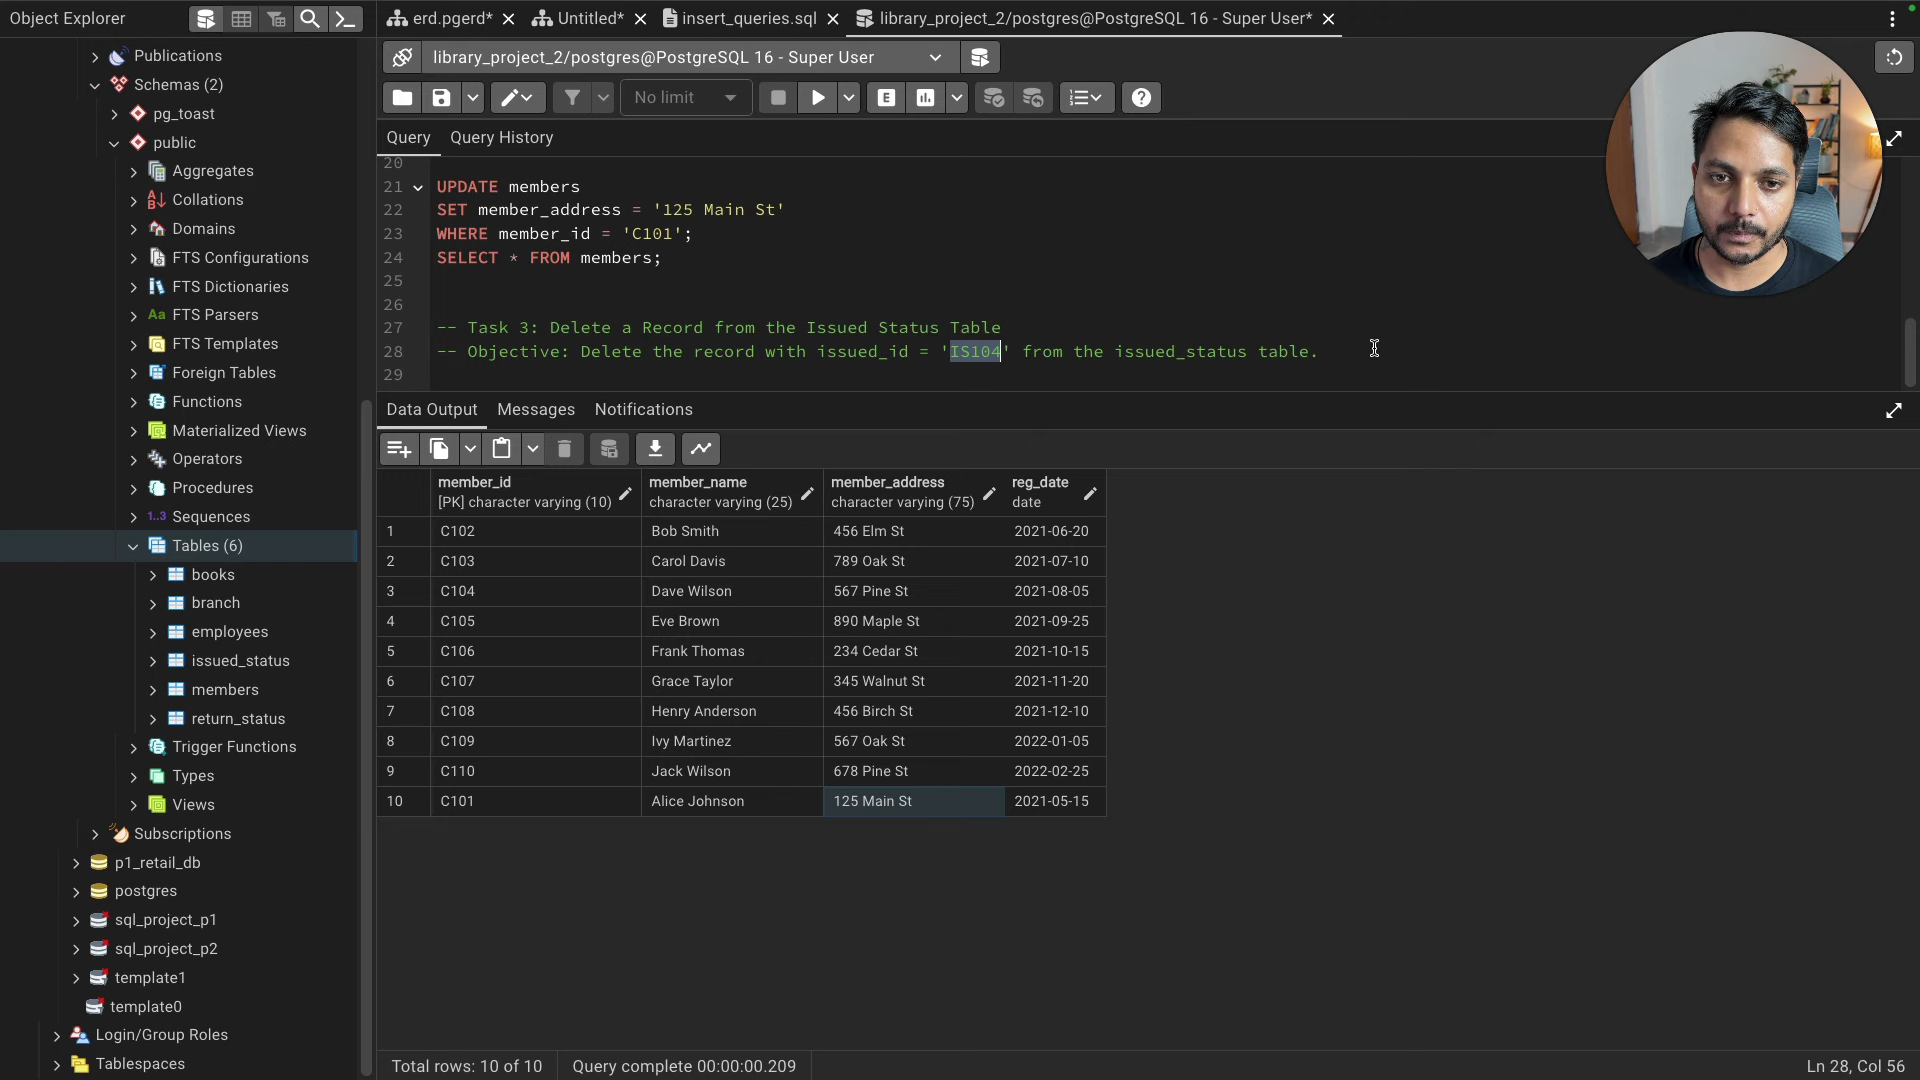 Object Explorer
erd.pgerd*
Untitled*
insert_queries.sql
library_project_2/postgres@PostgreSQL 16 - Super User*
Publications
Schemas (2)
pg_toast
public
Aggregates
Collations
Domains
FTS Configurations
FTS Dictionaries
FTS Parsers
FTS Templates
Foreign Tables
Functions
Materialized Views
Operators
Procedures
1..3 Sequences
Tables (6)
books
branch
employees
issued_status
members
return_status
Trigger Functions
Types
Views
Subscriptions
p1_retail_db
postgres
sql_project_p1
sql_project_p2
template1
template0
Login/Group Roles
Tablespaces
library_project_2/postgres@PostgreSQL 16 - Super User
No limit
E
Query Query History
20
21 UPDATE members
22 SET member_address = '125 Main St'
23 WHERE member_id = 'C101';
24 SELECT * FROM members;
25
26
27 -- Task 3: Delete a Record from the Issued Status Table
28 -- Objective: Delete the record with issued_id = 'IS104' from the issued_status table.
29
Data Output Messages Notifications
member_id member_name member_address reg_date
[PK] character varying (10) character varying (25) character varying (75) date
1 C102 Bob Smith 456 Elm St 2021-06-20
2 C103 Carol Davis 789 Oak St 2021-07-10
3 C104 Dave Wilson 567 Pine St 2021-08-05
4 C105 Eve Brown 890 Maple St 2021-09-25
5 C106 Frank Thomas 234 Cedar St 2021-10-15
6 C107 Grace Taylor 345 Walnut St 2021-11-20
7 C108 Henry Anderson 456 Birch St 2021-12-10
8 C109 Ivy Martinez 567 Oak St 2022-01-05
9 C110 Jack Wilson 678 Pine St 2022-02-25
10 C101 Alice Johnson 125 Main St 2021-05-15
Total rows: 10 of 10
Query complete 00:00:00.209
Ln 28, Col 56